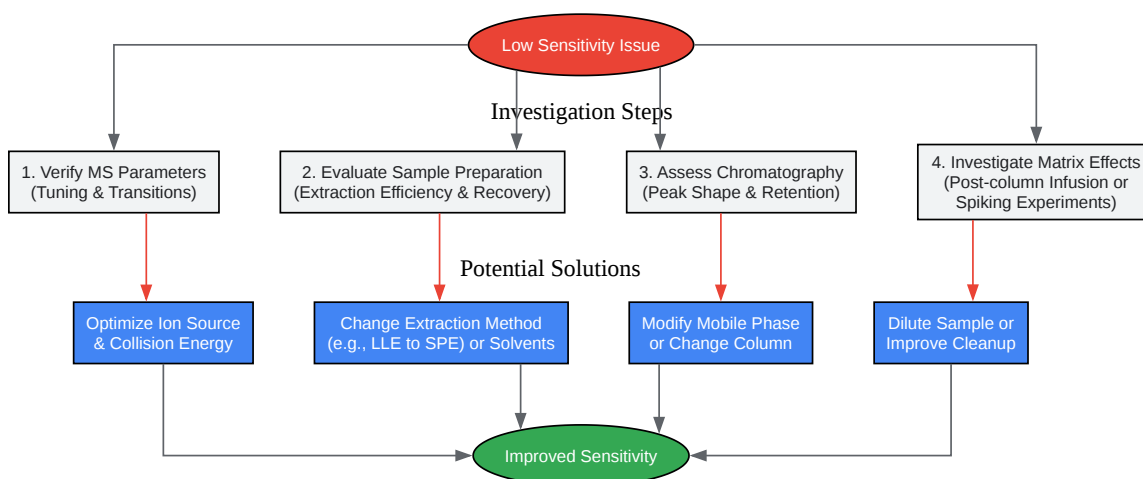 Low Sensitivity Issue
Investigation Steps
1. Verify MS Parameters
(Tuning & Transitions)
2. Evaluate Sample Preparation
(Extraction Efficiency & Recovery)
3. Assess Chromatography
(Peak Shape & Retention)
4. Investigate Matrix Effects
(Post-column Infusion or
Spiking Experiments)
Potential Solutions
Optimize Ion Source
& Collision Energy
Change Extraction Method
(e.g., LLE to SPE) or Solvents
Modify Mobile Phase
or Change Column
Dilute Sample or
Improve Cleanup
Improved Sensitivity